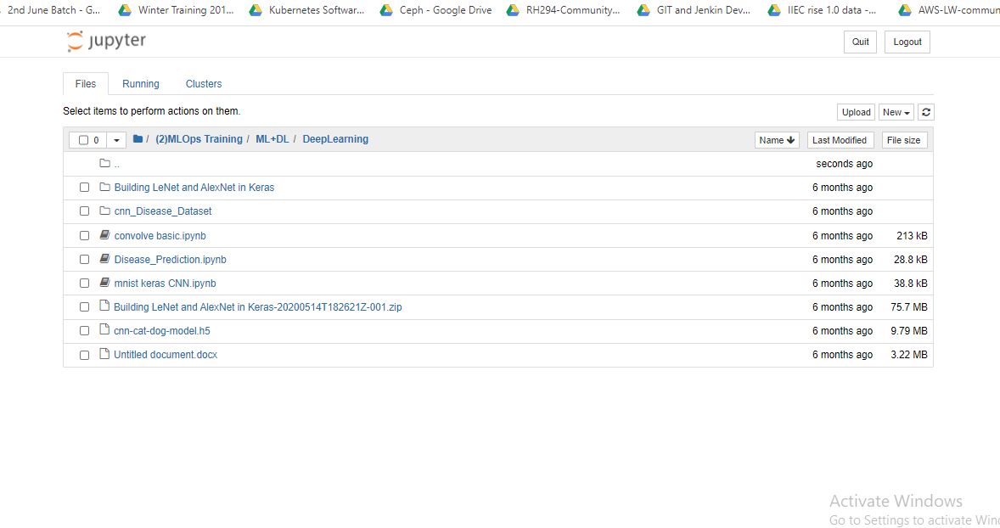 2nd June Batch - G... Winter Training 201... Kubernetes Softwar... Ceph - Google Drive RH294-Community... GIT and Jenkin Dev... IIEC rise 1.0 data -... AWS-LW-commun
jupyter Quit Logout
Files Running Clusters
Select items to perform actions on them. Upload New
0 / (2)MLOps Training / ML+DL / DeepLearning Name Last Modified File size
.. seconds ago
Building LeNet and AlexNet in Keras 6 months ago
cnn_Disease_Dataset 6 months ago
convolve basic.ipynb 6 months ago 213 kB
Disease_Prediction.ipynb 6 months ago 28.8 kB
mnist keras CNN.ipynb 6 months ago 38.8 kB
Building LeNet and AlexNet in Keras-20200514T182621Z-001.zip 6 months ago 75.7 MB
cnn-cat-dog-model.h5 6 months ago 9.79 MB
Untitled document.docx 6 months ago 3.22 MB
Activate Windows
Go to Settings to activate Win